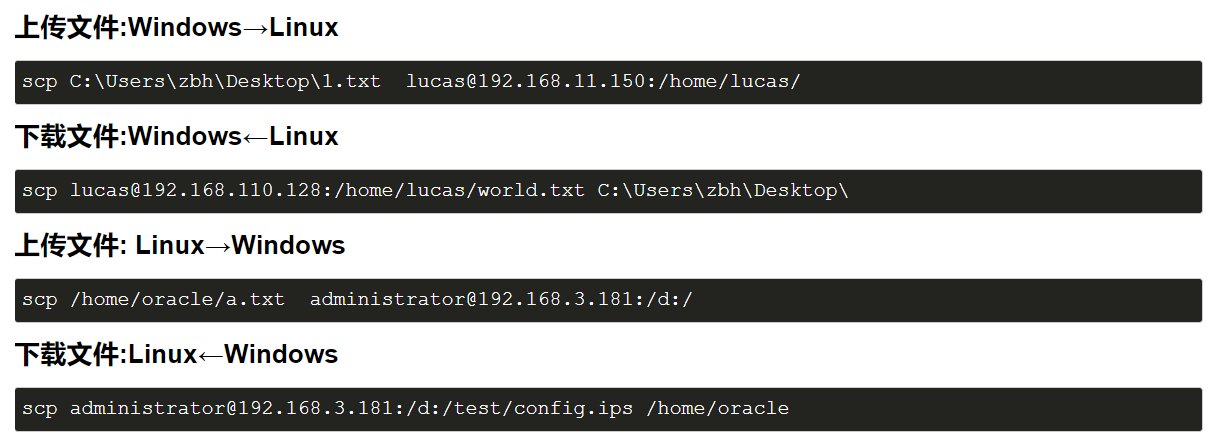 上传文件:Windows→Linux
scp C:\Users\zbh\Desktop\1.txt  lucas@192.168.11.150:/home/lucas/
下载文件:Windows←Linux
scp lucas@192.168.110.128:/home/lucas/world.txt C:\Users\zbh\Desktop\
上传文件: Linux→Windows
scp /home/oracle/a.txt  administrator@192.168.3.181:/d:/
下载文件:Linux←Windows
scp administrator@192.168.3.181:/d:/test/config.ips /home/oracle